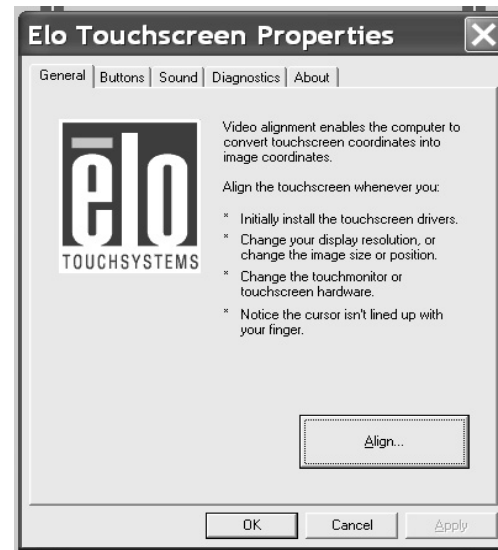 Elo Touchscreen Properties
General Buttons Sound Diagnostics About
elo
TOUCHSYSTEMS
Video alignment enables the computer to
convert touchscreen coordinates into
image coordinates.
Align the touchscreen whenever you:
* Initially install the touchscreen drivers.
* Change your display resolution, or
change the image size or position.
* Change the touchmonitor or
touchscreen hardware.
* Notice the cursor isn't lined up with
your finger.
Align...
OK Cancel Apply